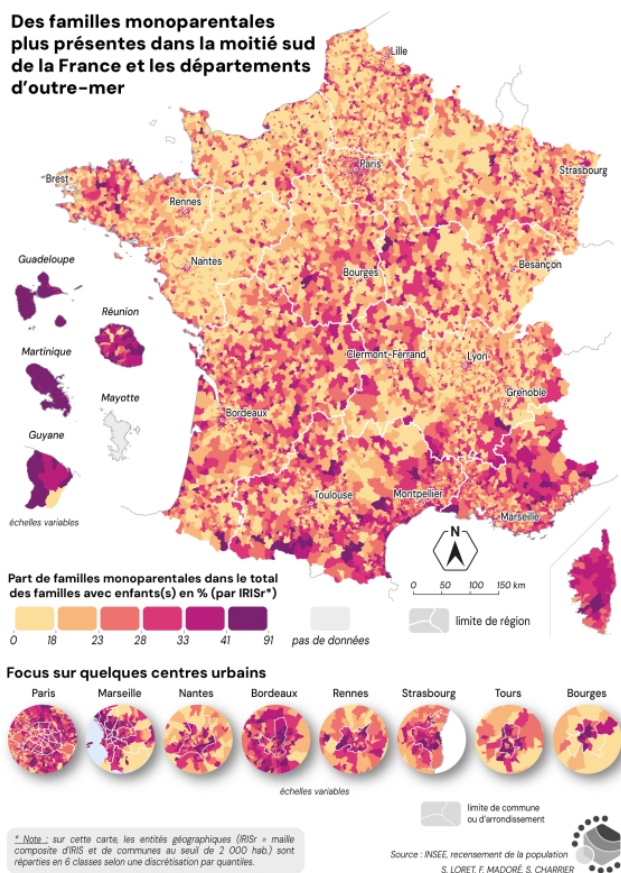 Des familles monoparentales
plus présentes dans la moitié sud
de la France et les départements
d'outre-mer
Lille
Paris
Strasbourg
Brest
Rennes
Nantes
Bourges
Besançon
Guadeloupe
Réunion
Martinique
Mayotte
Guyane
échelles variables
Clermont-Ferrand
Lyon
Grenoble
Bordeaux
Toulouse
Montpellier
Marseille
N
0 50 100 150 km
limite de région
Part de familles monoparentales dans le total
des familles avec enfants(s) en % (par IRISr*)
0 18 23 28 33 41 91
pas de données
Focus sur quelques centres urbains
Paris Marseille Nantes Bordeaux Rennes Strasbourg Tours Bourges
échelles variables
limite de commune
ou d'arrondissement
* Note : sur cette carte, les entités géographiques (IRISr = maille
composite d'IRIS et de communes au seuil de 2 000 hab.) sont
réparties en 6 classes selon une discrétisation par quantiles.
Source : INSEE, recensement de la population
S. LORET, F. MADORÉ, S. CHARRIER